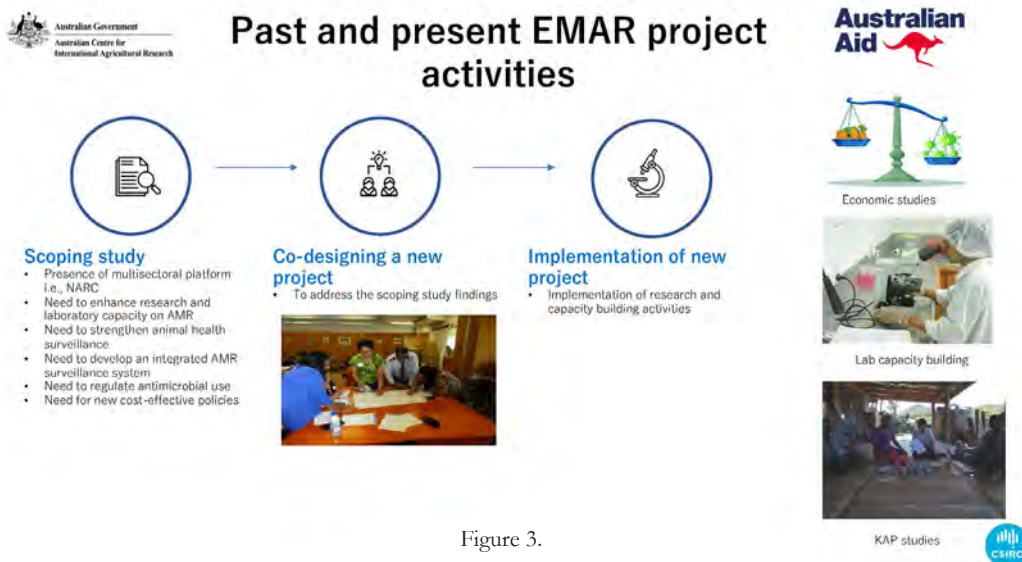 Australian Government
Australian Centre for
International Agricultural Research
Past and present EMAR project
activities
Australian
Aid
Scoping study
• Presence of multisectoral platform
i.e., NARC
• Need to enhance research and
laboratory capacity on AMR
• Need to strengthen animal health
surveillance
• Need to develop an integrated AMR
surveillance system
• Need to regulate antimicrobial use
• Need for new cost-effective policies
Co-designing a new
project
• To address the scoping study findings
Implementation of new
project
• Implementation of research and
capacity building activities
Economic studies
Lab capacity building
KAP studies
Figure 3.
CSIRO